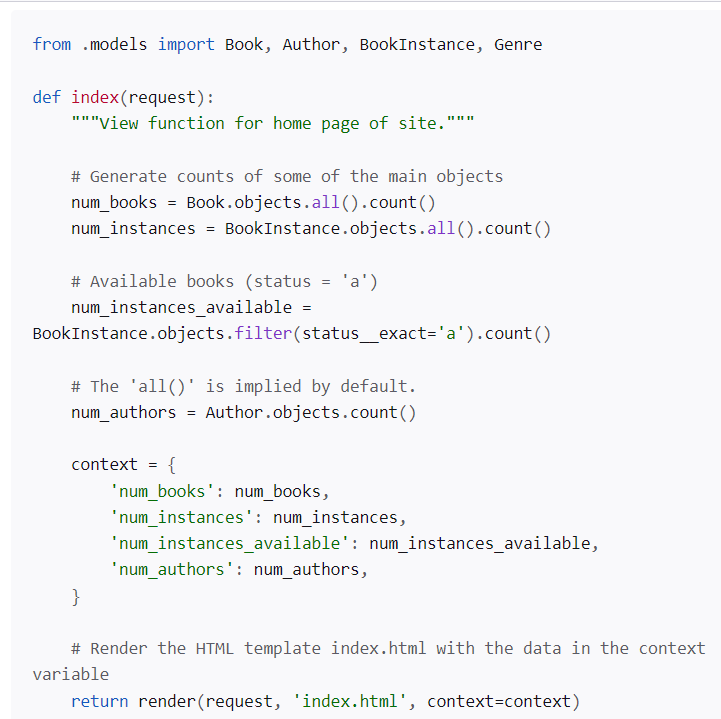 from .models import Book, Author, BookInstance, Genre
def index(request):
"""View function for home page of site."""
# Generate counts of some of the main objects
num_books = Book.objects.all().count()
num_instances = BookInstance.objects.all().count()
# Available books (status = 'a')
num_instances_available =
BookInstance.objects.filter(status__exact='a').count()
# The 'all()' is implied by default.
num_authors = Author.objects.count()
context = {
'num_books': num_books,
'num_instances': num_instances,
'num_instances_available': num_instances_available,
'num_authors': num_authors,
}
# Render the HTML template index.html with the data in the context
variable
return render(request, 'index.html', context=context)